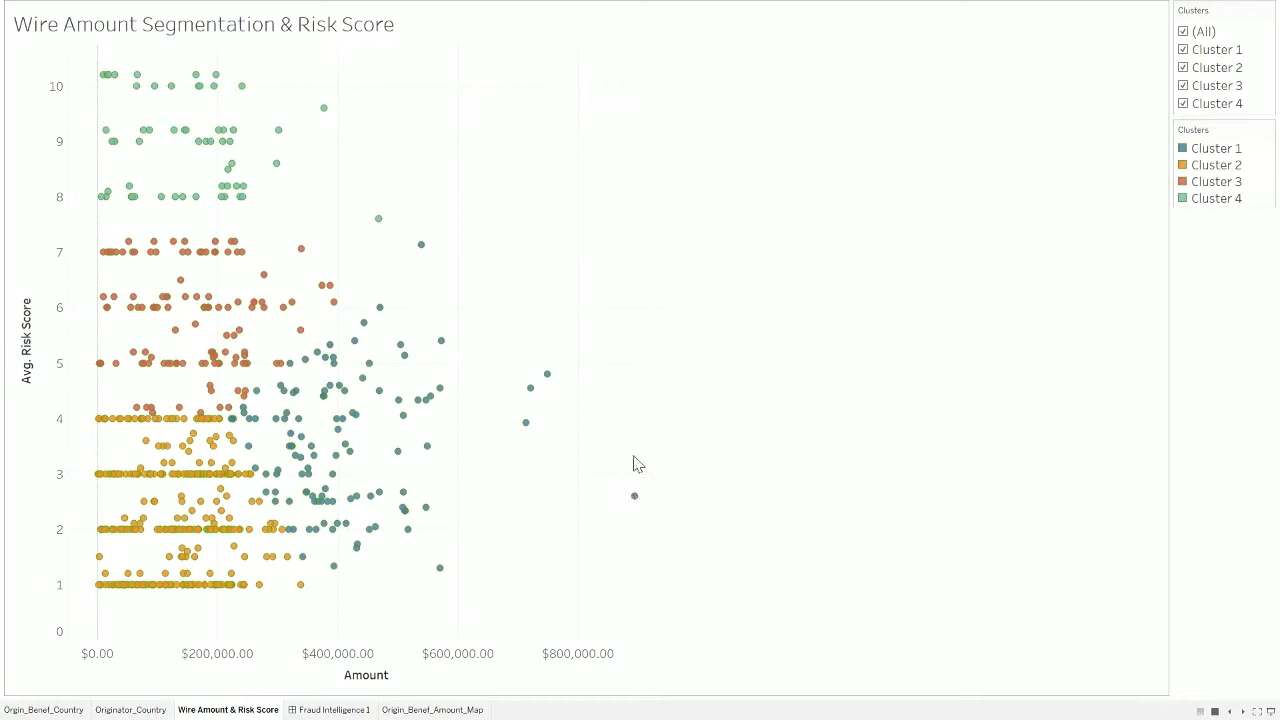 Wire Amount Segmentation & Risk Score
Clusters
(All)
Cluster 1
Cluster 2
Cluster 3
Cluster 4
Clusters
Cluster 1
Cluster 2
Cluster 3
Cluster 4
Avg. Risk Score
10
9
8
7
6
5
4
3
2
1
0
$0.00 $200,000.00 $400,000.00 $600,000.00 $800,000.00
Amount
Orgin_Benef_Country Originator_Country Wire Amount & Risk Score Fraud Intelligence 1 Origin_Benef_Amount_Map